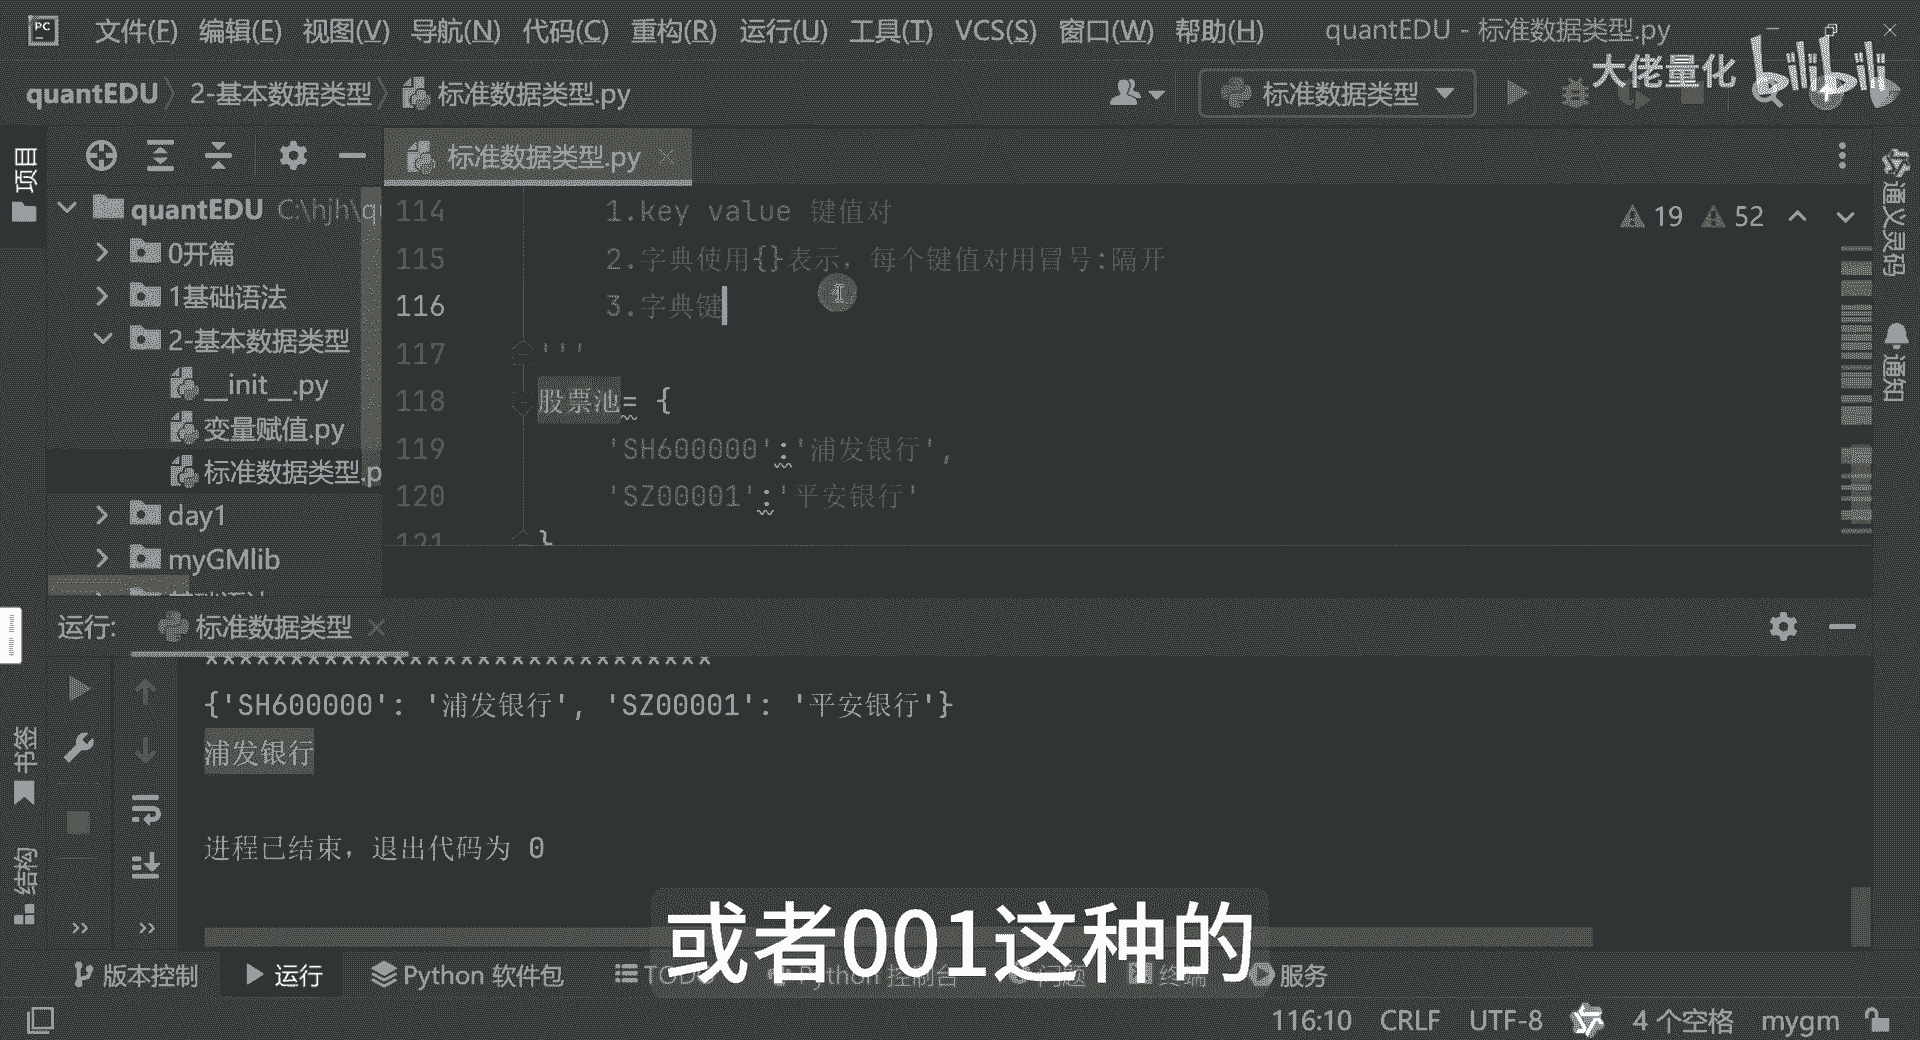 PC 文件(F) 编辑(E) 视图(V) 导航(N) 代码(C) 重构(R) 运行(U) 工具(T) VCS(S) 窗口(W) 帮助(H) quantEDU - 标准数据类型.py
大佬量化 bilibili
quantEDU 2-基本数据类型 标准数据类型.py 标准数据类型
项目
标准数据类型.py
quantEDU C:\hjh\q
0开篇
1基础语法
2-基本数据类型
__init__.py
变量赋值.py
标准数据类型.p
day1
myGMlib
114 1.key value 键值对
115 2.字典使用{}表示，每个键值对用冒号:隔开
116 3.字典键
117 '''
118 股票池= {
119 'SH600000':'浦发银行',
120 'SZ00001':'平安银行'
121 }
19 52
通义灵码
通知
运行: 标准数据类型
{'SH600000': '浦发银行', 'SZ00001': '平安银行'}
浦发银行
进程已结束，退出代码为 0
书签
结构
或者001这种的
版本控制 运行 Python 软件包 TODO Python 控制台 问题 终端 服务
116:10 CRLF UTF-8 4 个空格 mygm